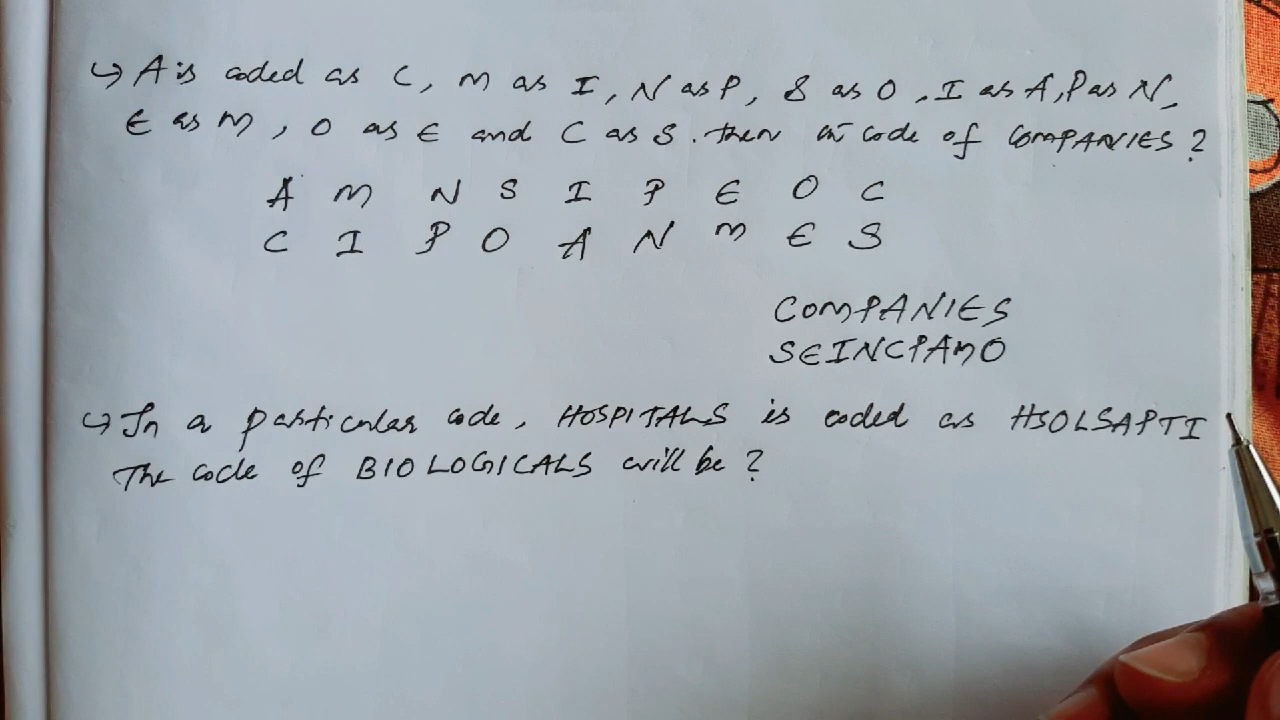 ↳ A is coded as C, M as I, N as P, S as O, I as A, P as N,
E as M, O as E and C as S. then code of COMPANIES?
A M N S I P E O C
C I P O A N M E S
COMPANIES
SEINCPAMO
↳ In a particular code, HOSPITALS is coded as HSOLSAPTI
The code of BIOLOGICALS will be ?